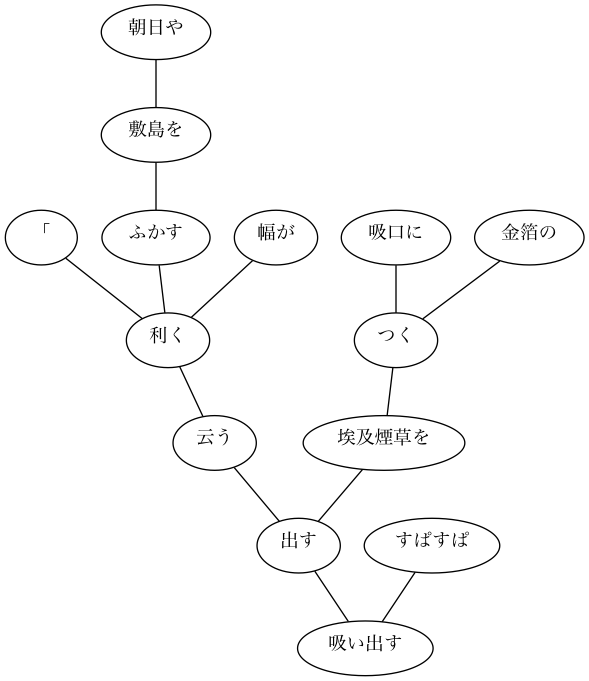 朝日や
敷島を
「
ふかす
幅が
吸口に
金箔の
利く
つく
云う
埃及煙草を
出す
すぱすぱ
吸い出す